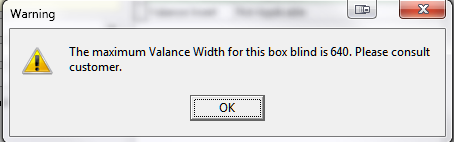 Warning
The maximum Valance Width for this box blind is 640. Please consult
customer.
OK